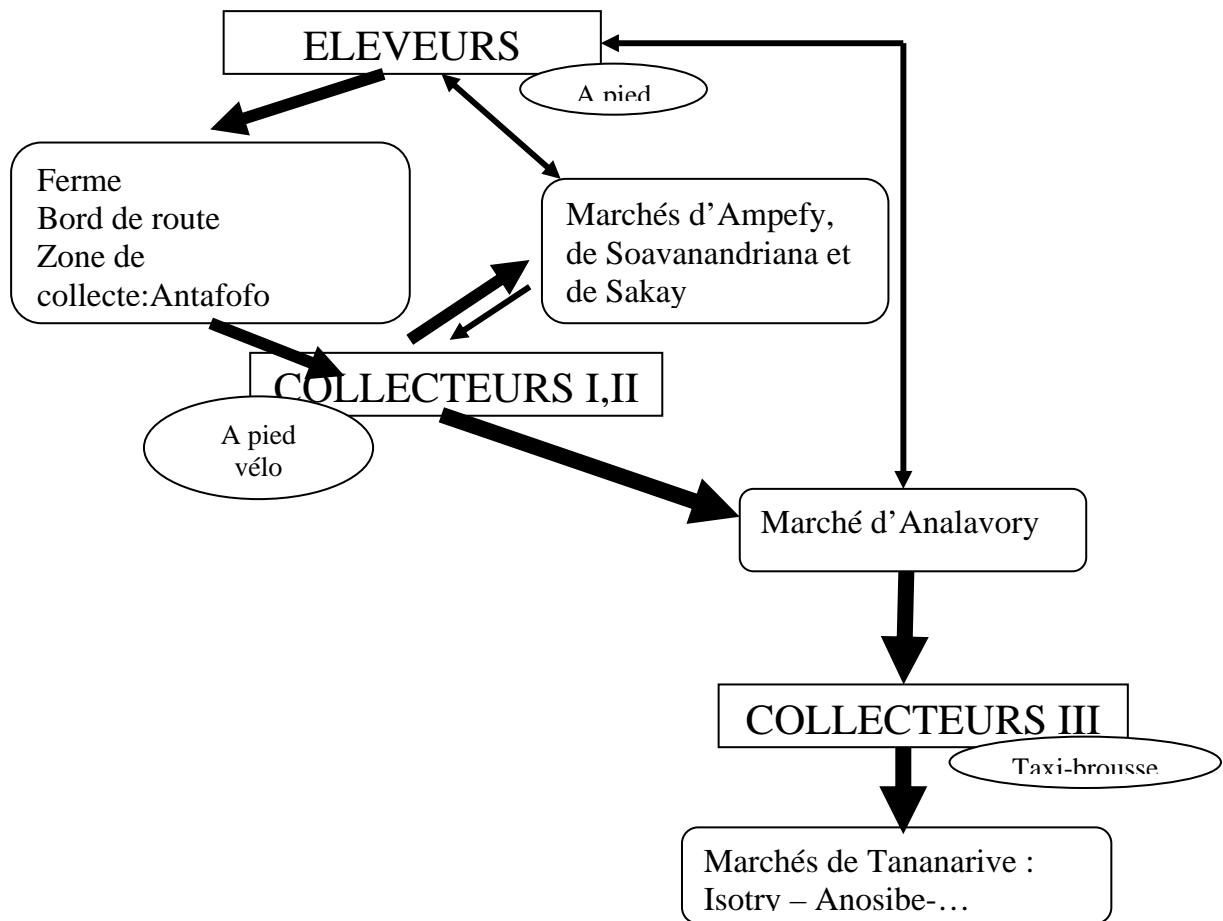 ELEVEURS
A pied
Ferme
Bord de route
Zone de
collecte:Antafofo
Marchés d’Ampefy,
de Soavanandriana et
de Sakay
COLLECTEURS I,II
A pied
vélo
Marché d’Analavory
COLLECTEURS III
Taxi-brousse
Marchés de Tananarive :
Isotry – Anosibe-…